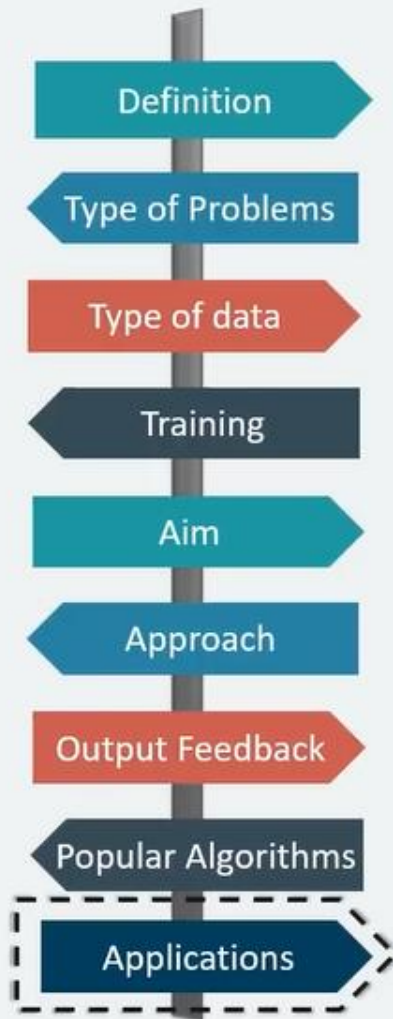 Definition
Type of Problems
Type of data
Training
Aim
Approach
Output Feedback
Popular Algorithms
Applications